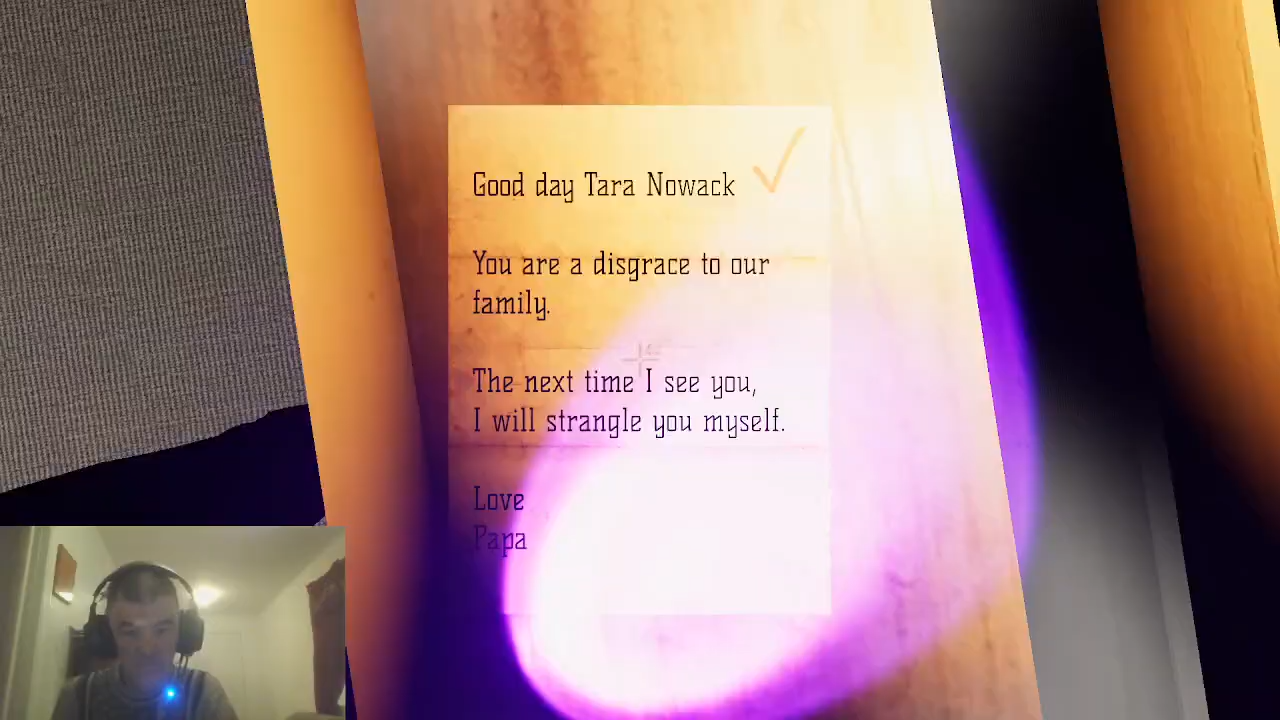 Good day Tara Nowack
You are a disgrace to our
family.
The next time I see you,
I will strangle you myself.
Love
Papa